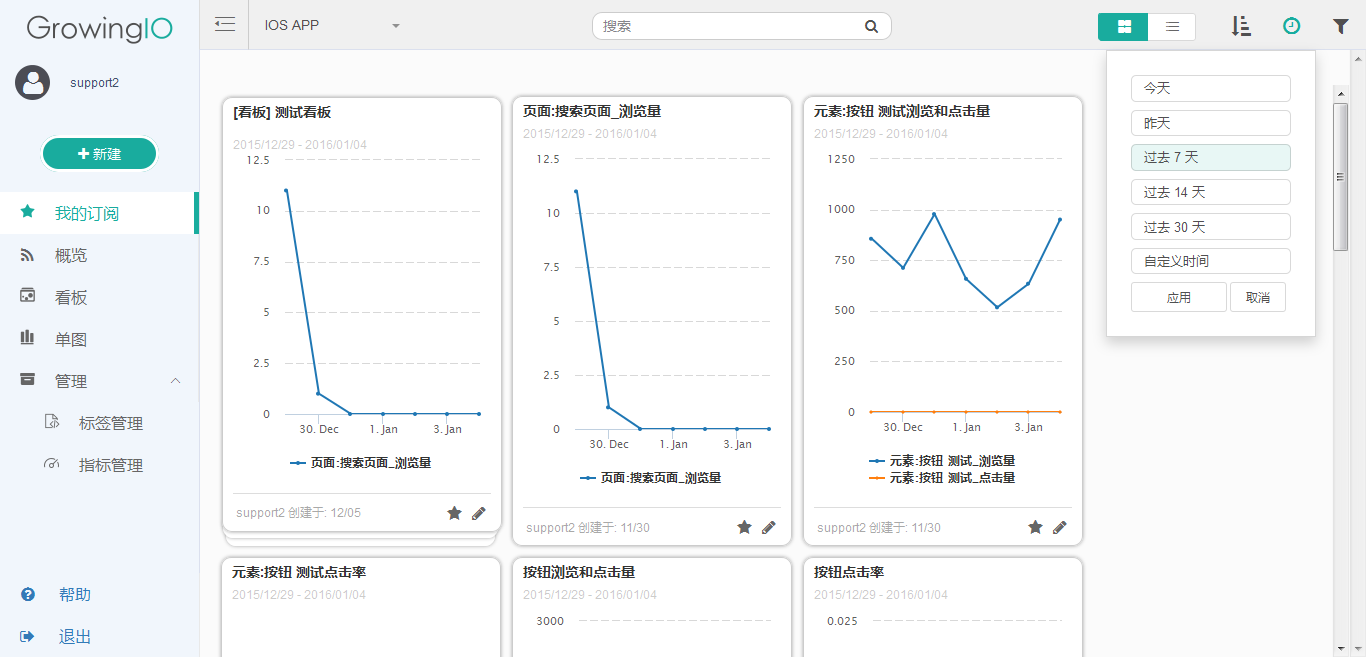 GrowingIO
support2
新建
我的订阅
概览
看板
单图
管理
标签管理
指标管理
帮助
退出
IOS APP
搜索
今天
昨天
过去 7 天
过去 14 天
过去 30 天
自定义时间
应用 取消
[看板] 测试看板
2015/12/29 - 2016/01/04
12.5
10
7.5
5
2.5
0
30. Dec 1. Jan 3. Jan
页面:搜索页面_浏览量
support2 创建于: 12/05
页面:搜索页面_浏览量
2015/12/29 - 2016/01/04
12.5
10
7.5
5
2.5
0
30. Dec 1. Jan 3. Jan
页面:搜索页面_浏览量
support2 创建于: 11/30
元素:按钮 测试浏览和点击量
2015/12/29 - 2016/01/04
1250
1000
750
500
250
0
30. Dec 1. Jan 3. Jan
元素:按钮 测试_浏览量
元素:按钮 测试_点击量
support2 创建于: 11/30
元素:按钮 测试点击率
2015/12/29 - 2016/01/04
按钮浏览和点击量
2015/12/29 - 2016/01/04
3000
按钮点击率
2015/12/29 - 2016/01/04
0.025